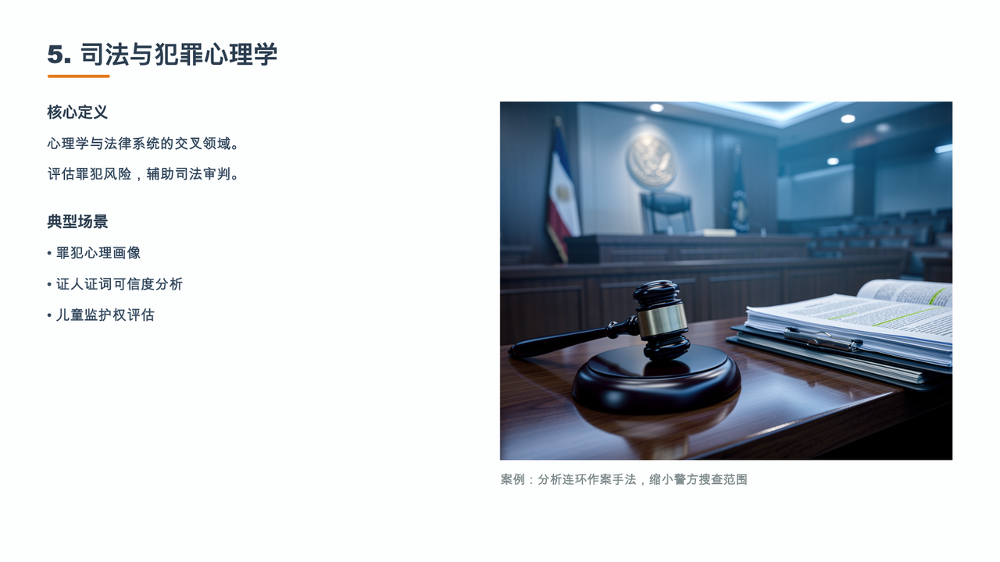 5. 司法与犯罪心理学
核心定义
心理学与法律系统的交叉领域。
评估罪犯风险，辅助司法审判。
典型场景
• 罪犯心理画像
• 证人证词可信度分析
• 儿童监护权评估
案例：分析连环作案手法，缩小警方搜查范围